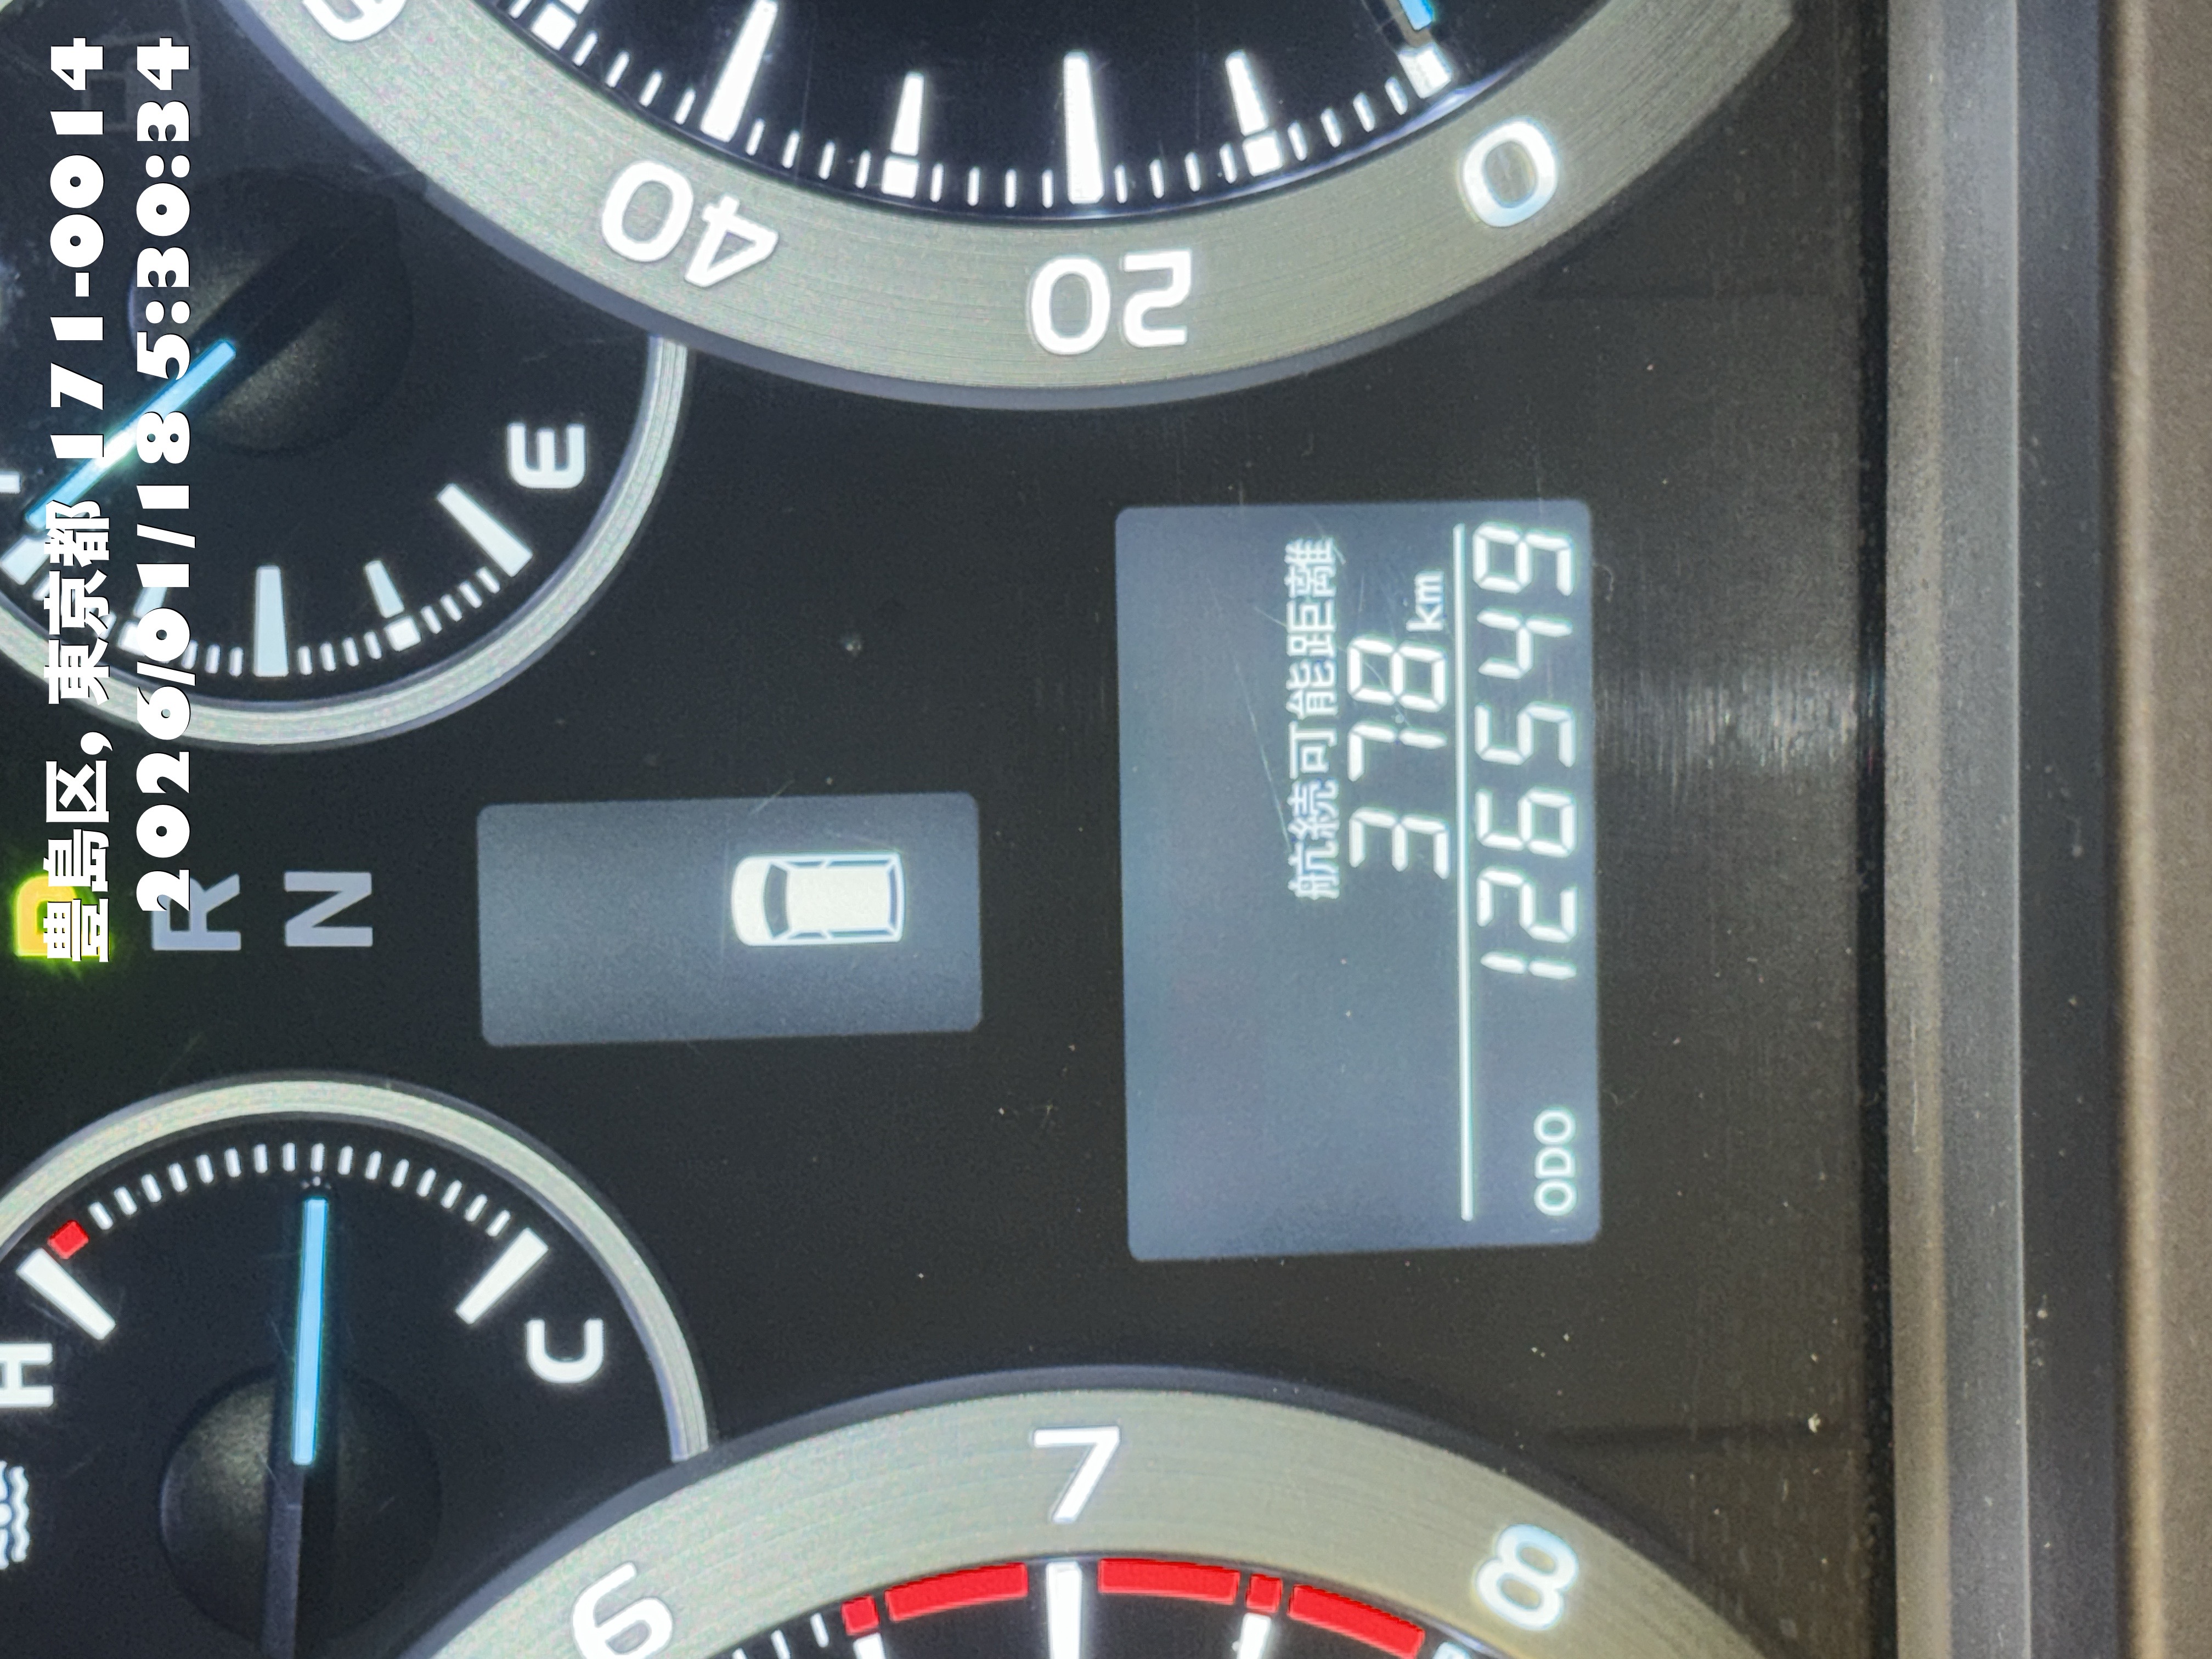 豊島区, 東京都 171-0014
2026/01/18 5:30:34
P
R
N
H
C
E
航続可能距離
378 km
ODO 126549
6
7
8
0
20
40